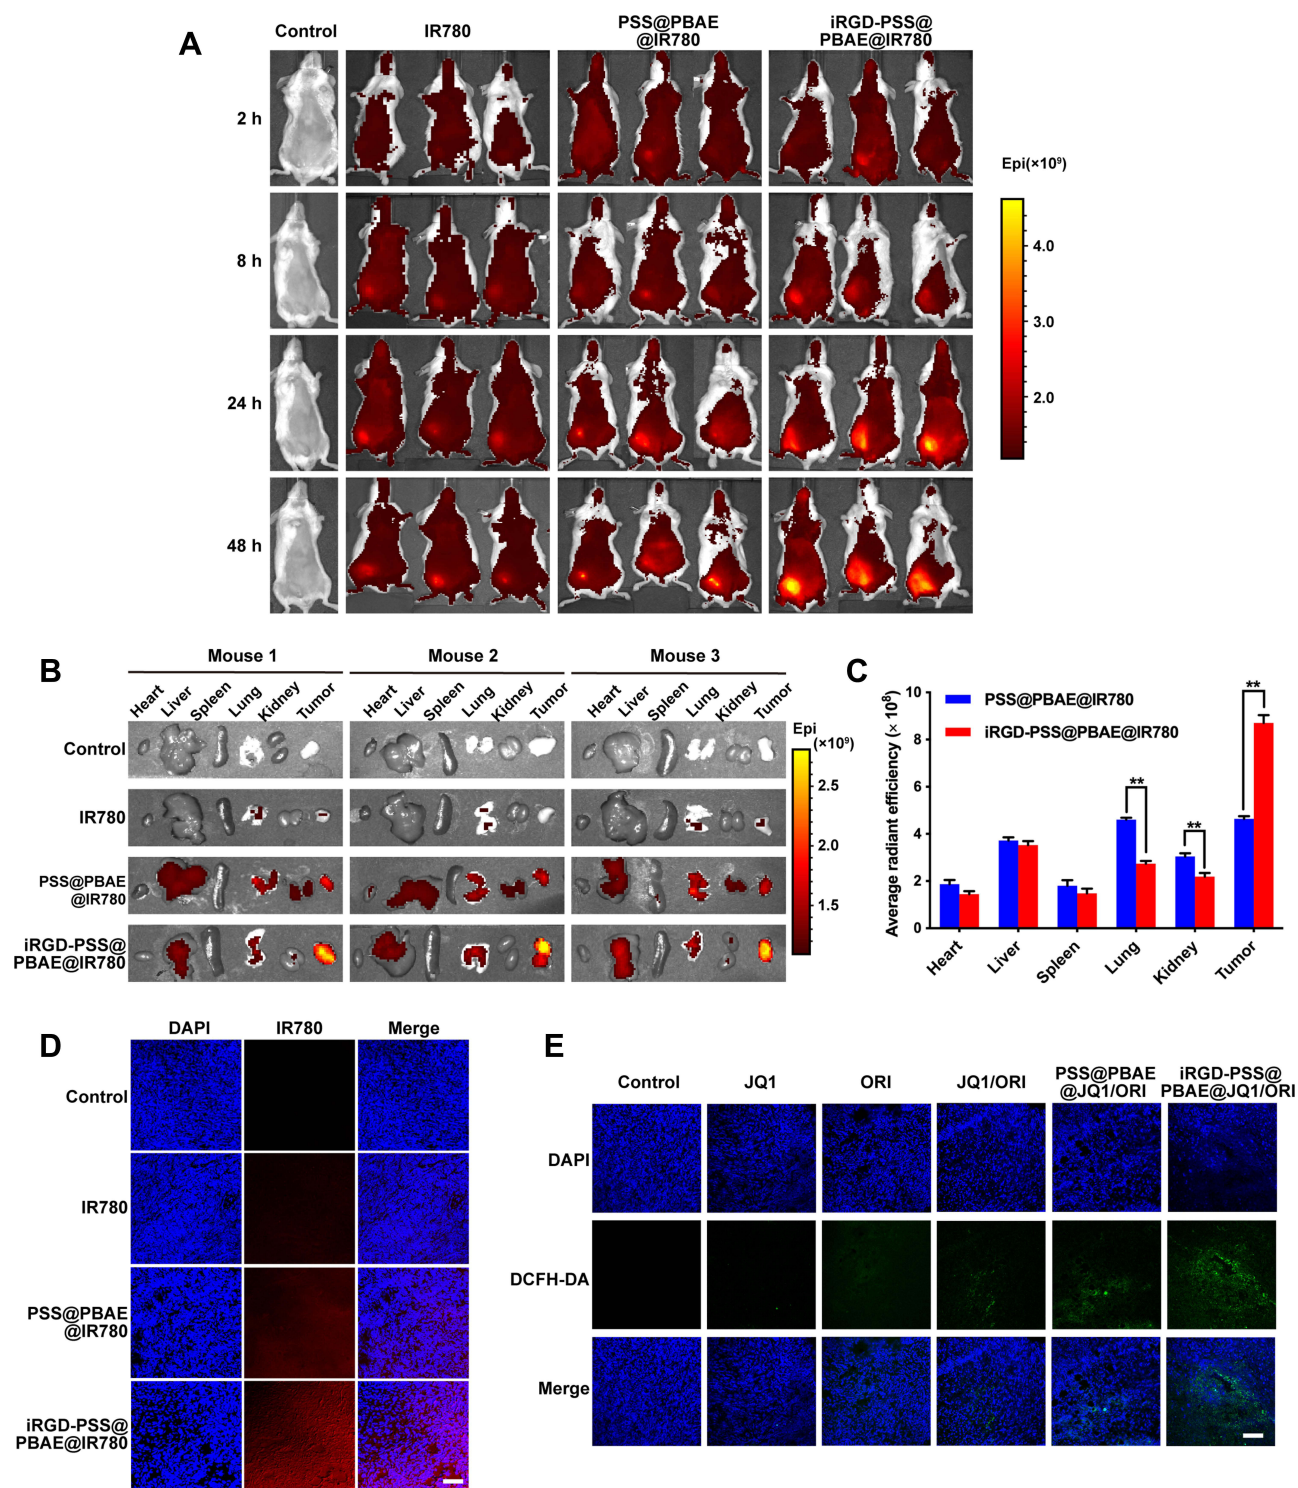 A
Control
IR780
PSS@PBAE
@IR780
iRGD-PSS@
PBAE@IR780
2 h
8 h
24 h
48 h
Epi(×10⁹)
4.0
3.0
2.0
B
Mouse 1
Mouse 2
Mouse 3
Heart
Liver
Spleen
Lung
Kidney
Tumor
Heart
Liver
Spleen
Lung
Kidney
Tumor
Heart
Liver
Spleen
Lung
Kidney
Tumor
Control
IR780
PSS@PBAE
@IR780
iRGD-PSS@
PBAE@IR780
Epi
(×10⁹)
2.5
2.0
1.5
C
Average radiant efficiency (× 10⁸)
10
8
6
4
2
0
PSS@PBAE@IR780
iRGD-PSS@PBAE@IR780
**
**
**
Heart
Liver
Spleen
Lung
Kidney
Tumor
D
DAPI
IR780
Merge
Control
IR780
PSS@PBAE
@IR780
iRGD-PSS@
PBAE@IR780
E
Control
JQ1
ORI
JQ1/ORI
PSS@PBAE
@JQ1/ORI
iRGD-PSS@
PBAE@JQ1/ORI
DAPI
DCFH-DA
Merge